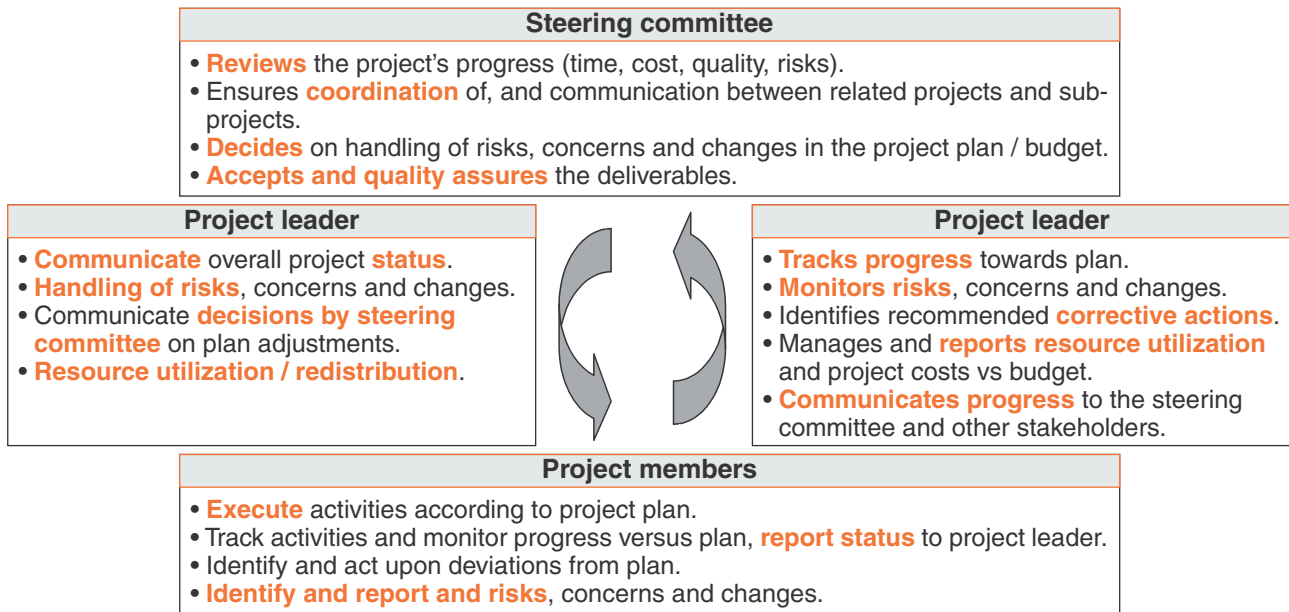 Steering committee
• Reviews the project's progress (time, cost, quality, risks).
• Ensures coordination of, and communication between related projects and sub-
projects.
• Decides on handling of risks, concerns and changes in the project plan / budget.
• Accepts and quality assures the deliverables.
Project leader
• Communicate overall project status.
• Handling of risks, concerns and changes.
• Communicate decisions by steering
committee on plan adjustments.
• Resource utilization / redistribution.
Project leader
• Tracks progress towards plan.
• Monitors risks, concerns and changes.
• Identifies recommended corrective actions.
• Manages and reports resource utilization
and project costs vs budget.
• Communicates progress to the steering
committee and other stakeholders.
Project members
• Execute activities according to project plan.
• Track activities and monitor progress versus plan, report status to project leader.
• Identify and act upon deviations from plan.
• Identify and report and risks, concerns and changes.